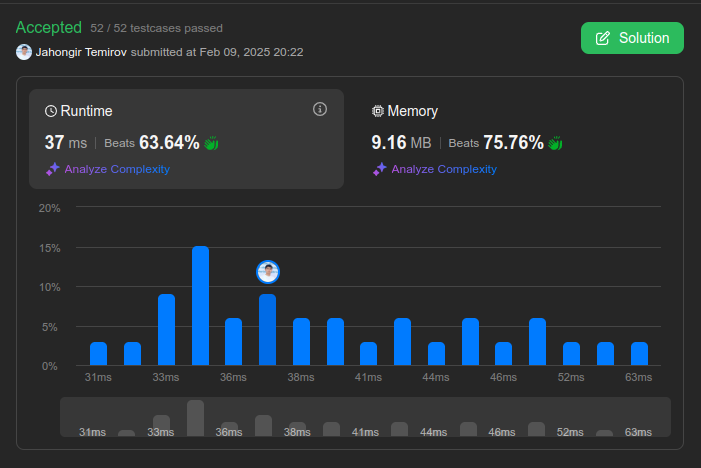 Accepted 52 / 52 testcases passed
Jahongir Temirov submitted at Feb 09, 2025 20:22
Solution
Runtime
37 ms | Beats 63.64%
Analyze Complexity
Memory
9.16 MB | Beats 75.76%
Analyze Complexity
20%
15%
10%
5%
0%
31ms 33ms 36ms 38ms 41ms 44ms 46ms 52ms 63ms
31ms 33ms 36ms 38ms 41ms 44ms 46ms 52ms 63ms